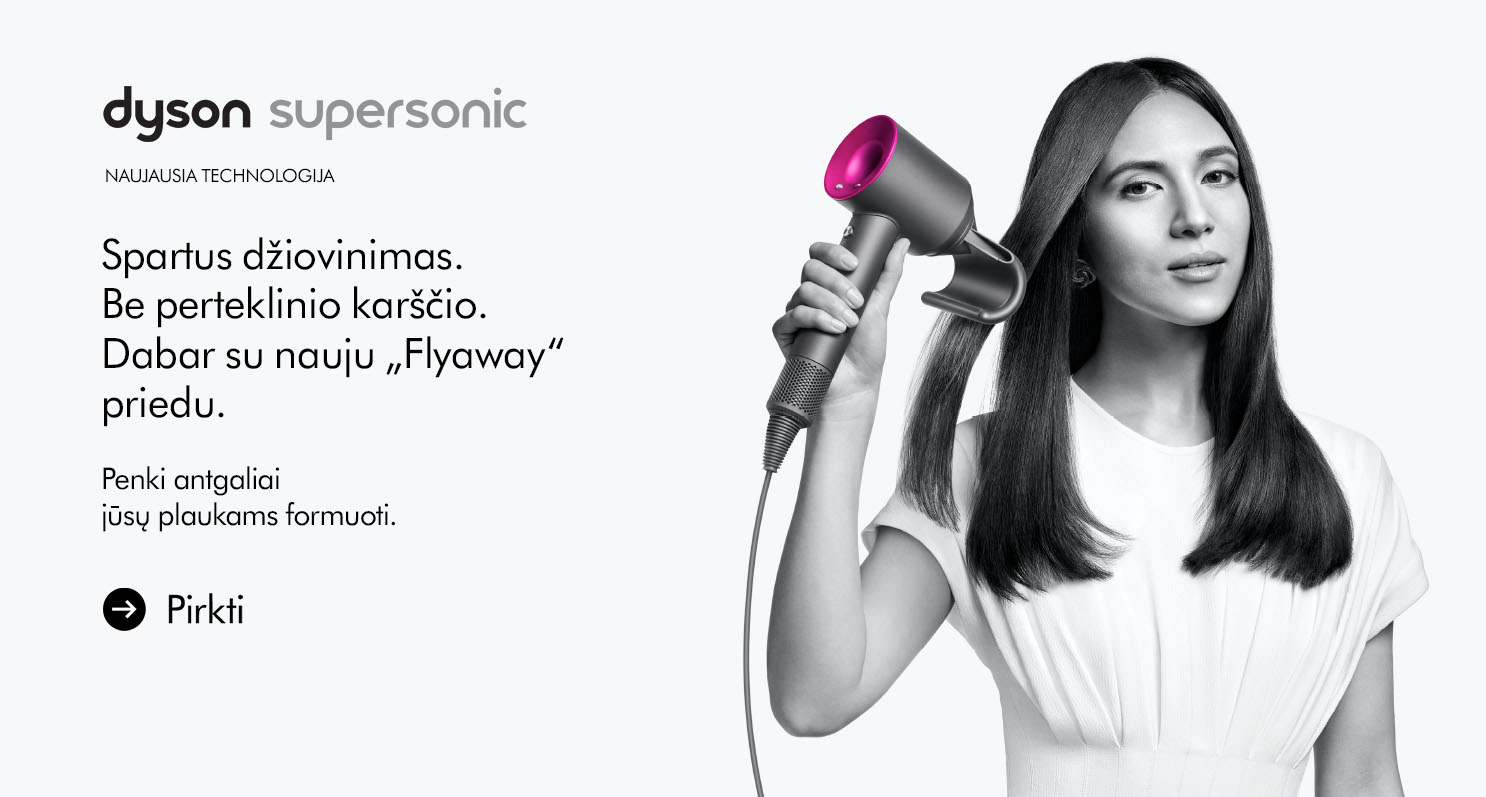 dyson supersonic
NAUJAUSIA TECHNOLOGIJA
Spartus džiovinimas.
Be perteklinio karščio.
Dabar su nauju „Flyaway“
priedu.
Penki antgaliai
jūsų plaukams formuoti.
Pirkti